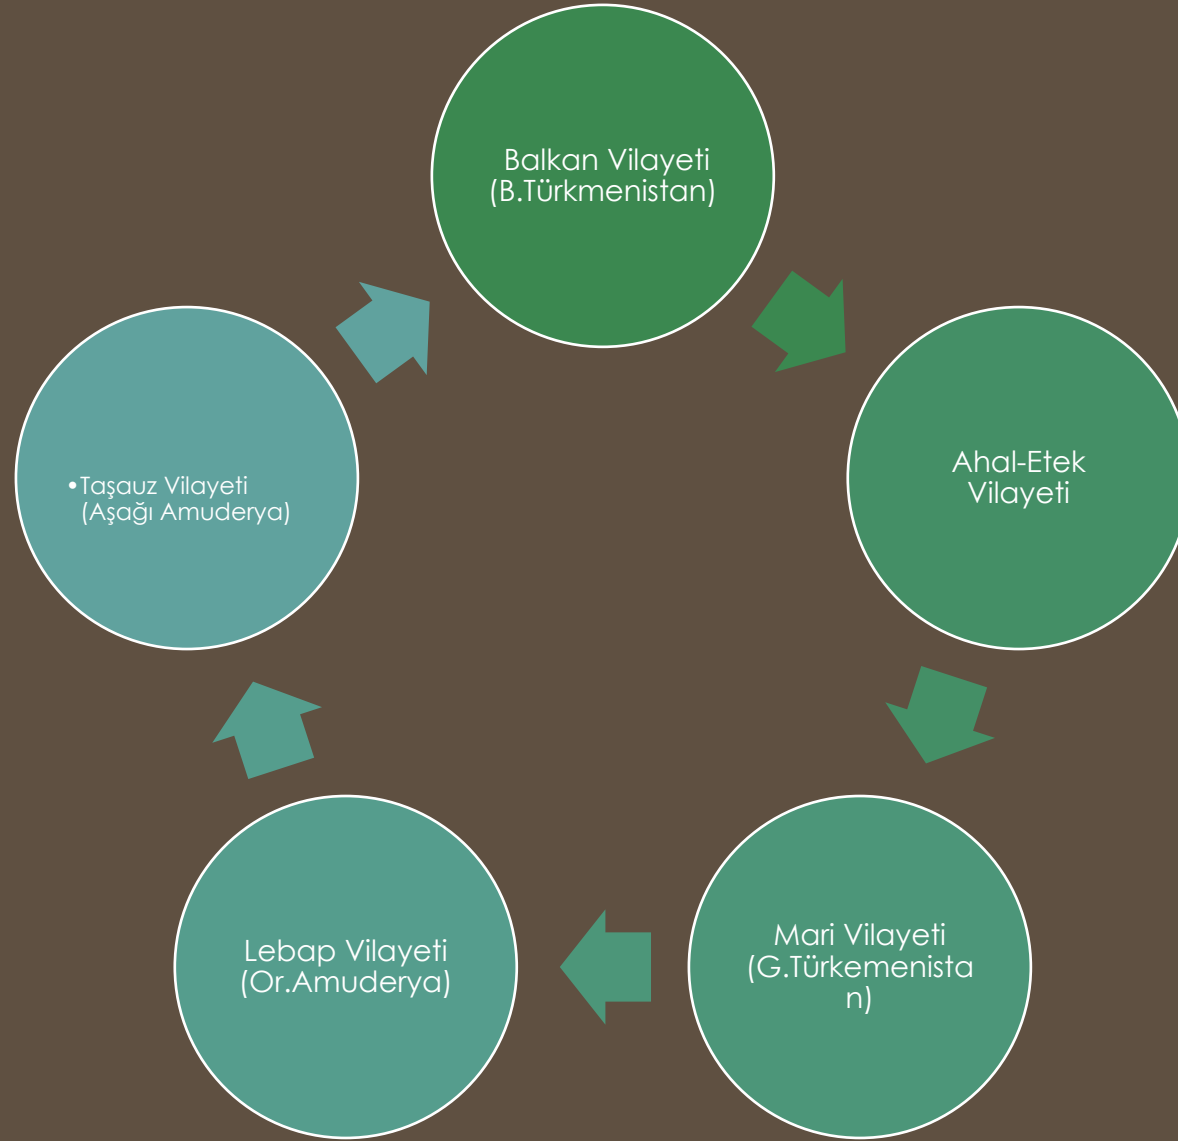 Balkan Vilayeti
(B.Türkmenistan)
Ahal-Etek
Vilayeti
Mari Vilayeti
(G.Türkemenista
n)
Lebap Vilayeti
(Or.Amuderya)
•Taşauz Vilayeti
(Aşağı Amuderya)